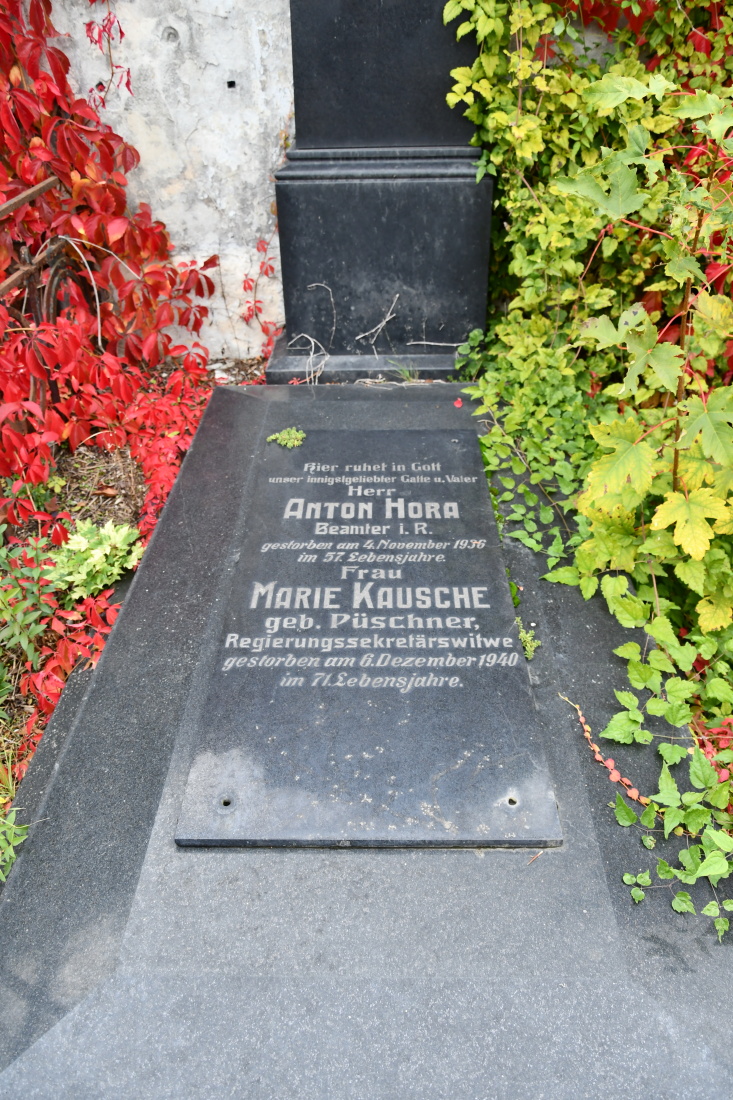 Hier ruhet in Gott
unser innigstgeliebter Gatte u. Vater
Herr
ANTON HORA
Beamter i. R.
gestorben am 4. November 1936
im 57. Lebensjahre.
Frau
MARIE KAUSCHE
geb. Püschner,
Regierungssekretärswitwe
gestorben am 6. Dezember 1940
im 71. Lebensjahre.